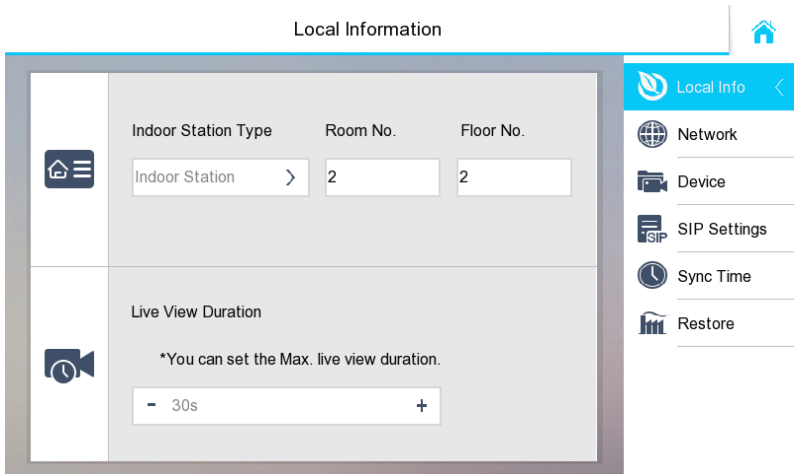 Local Information
Indoor Station Type Room No. Floor No.
Indoor Station > 2 2
Live View Duration
*You can set the Max. live view duration.
- 30s +
Local Info
Network
Device
SIP
SIP Settings
Sync Time
Restore